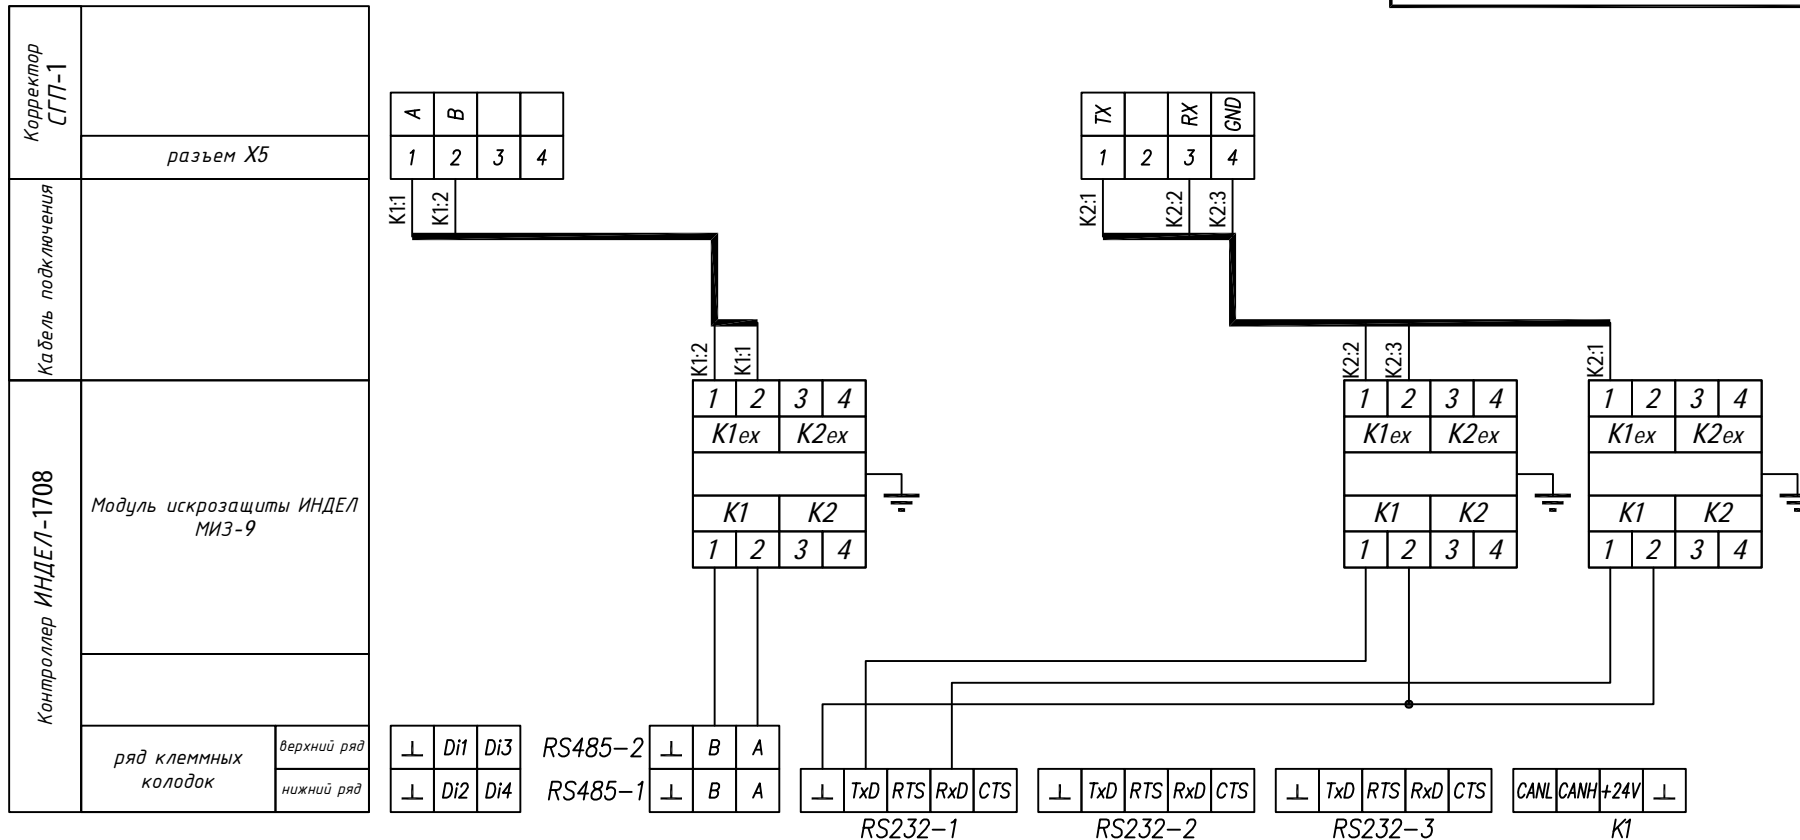 Корректор
СГП-1
разъем X5
Кабель подключения
Контроллер ИНДЕЛ-1708
Модуль искрозащиты ИНДЕЛ
МИЗ-9
ряд клеммных
колодок
верхний ряд
нижний ряд
A B
1 2 3 4
K1:1 K1:2
TX RX GND
1 2 3 4
K2:1 K2:2 K2:3
K1:2 K1:1
1 2 3 4
K1ex K2ex
K1 K2
1 2 3 4
K2:2 K2:3
1 2 3 4
K1ex K2ex
K1 K2
1 2 3 4
K2:1
1 2 3 4
K1ex K2ex
K1 K2
1 2 3 4
⊥ Di1 Di3
⊥ Di2 Di4
RS485-2 ⊥ B A
RS485-1 ⊥ B A
⊥ TxD RTS RxD CTS
RS232-1
⊥ TxD RTS RxD CTS
RS232-2
⊥ TxD RTS RxD CTS
RS232-3
CANL CANH +24V ⊥
K1